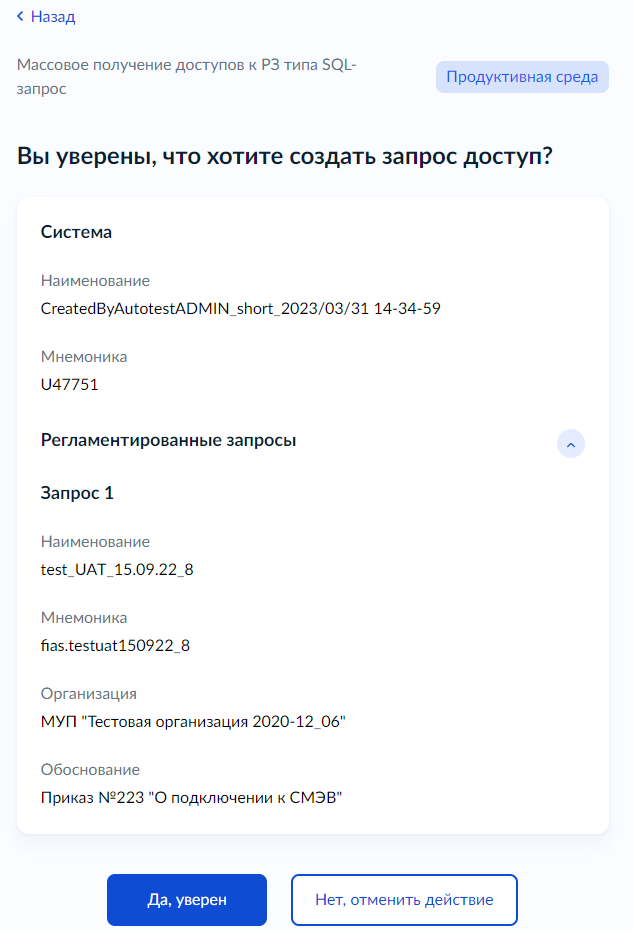 Назад
Массовое получение доступов к РЗ типа SQL-
запрос
Продуктивная среда
Вы уверены, что хотите создать запрос доступ?
Система
Наименование
CreatedByAutotestADMIN_short_2023/03/31 14-34-59
Мнемоника
U47751
Регламентированные запросы
Запрос 1
Наименование
test_UAT_15.09.22_8
Мнемоника
fias.testuat150922_8
Организация
МУП "Тестовая организация 2020-12_06"
Обоснование
Приказ №223 "О подключении к СМЭВ"
Да, уверен
Нет, отменить действие